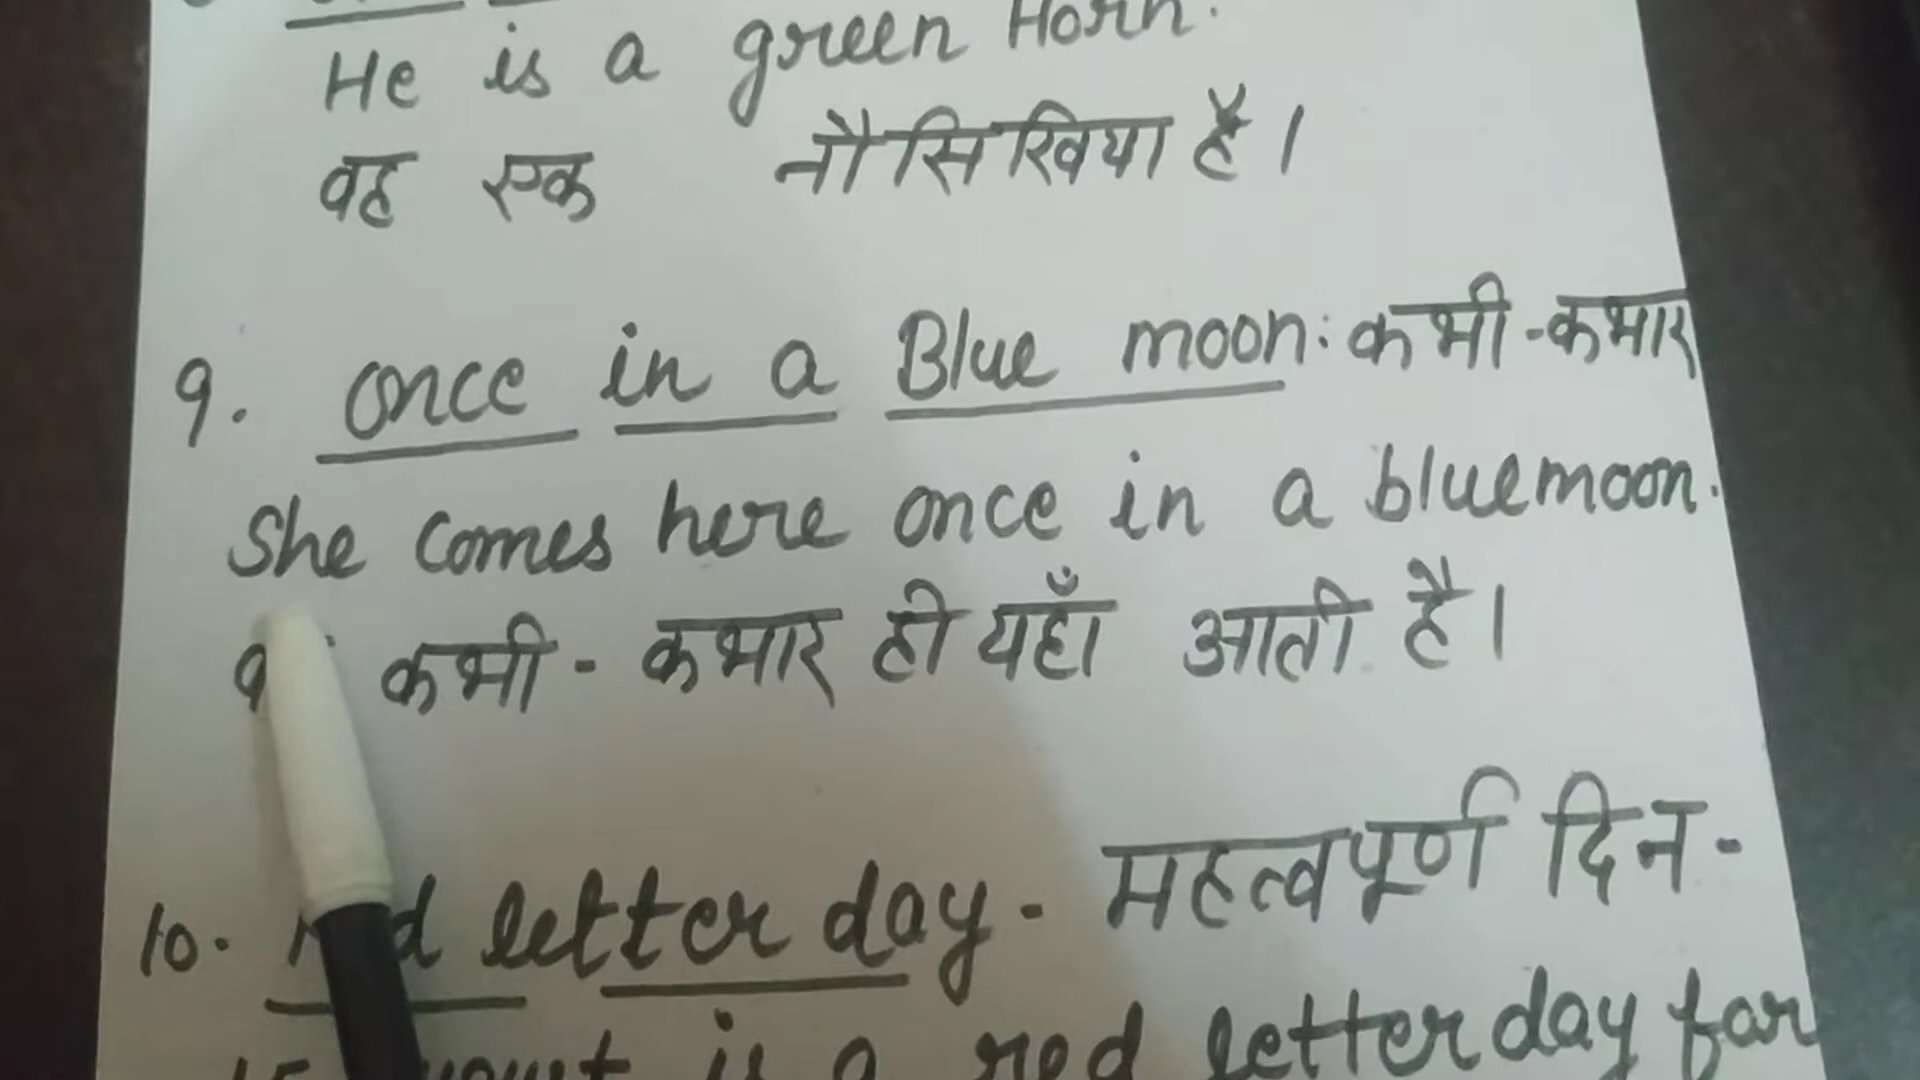 He is a green Horn.
वह एक नौसिखिया है।
9. once in a Blue moon: कभी-कभार
She comes here once in a bluemoon.
कभी - कभार ही यहाँ आती है।
10. letter day - महत्वपूर्ण दिन -
is a red letter day for